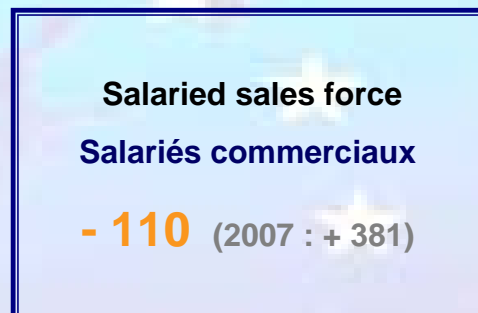 Salaried sales force
Salariés commerciaux
- 110 (2007 : + 381)